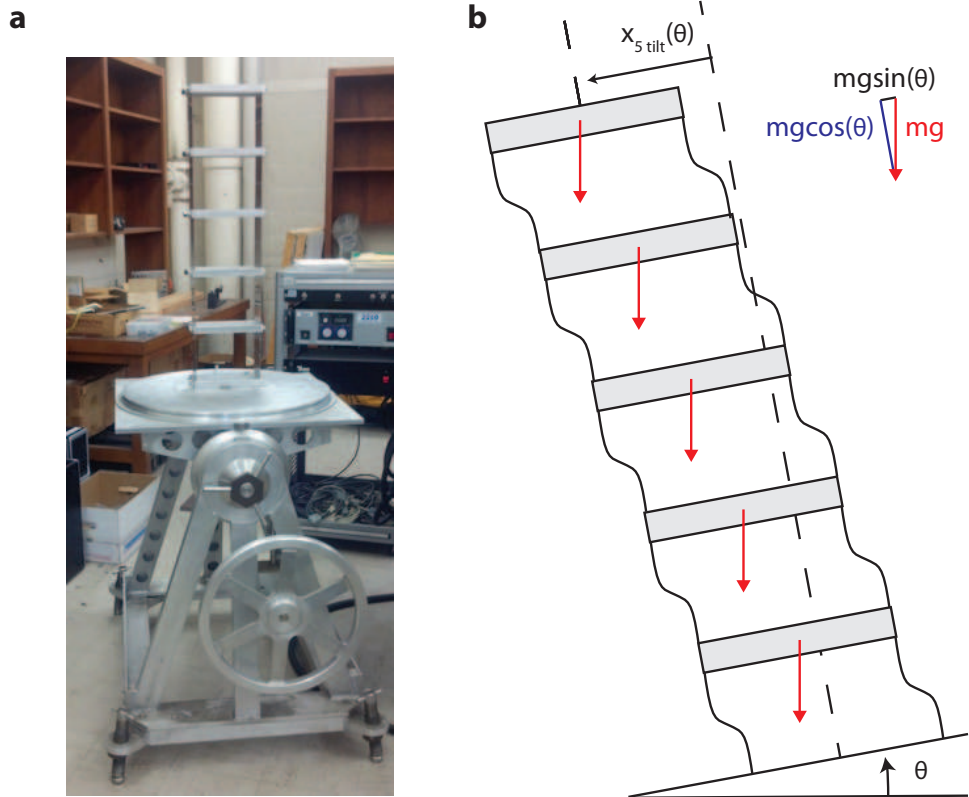 a
b
x5 tilt(θ)
mgsin(θ)
mgcos(θ)
mg
θ